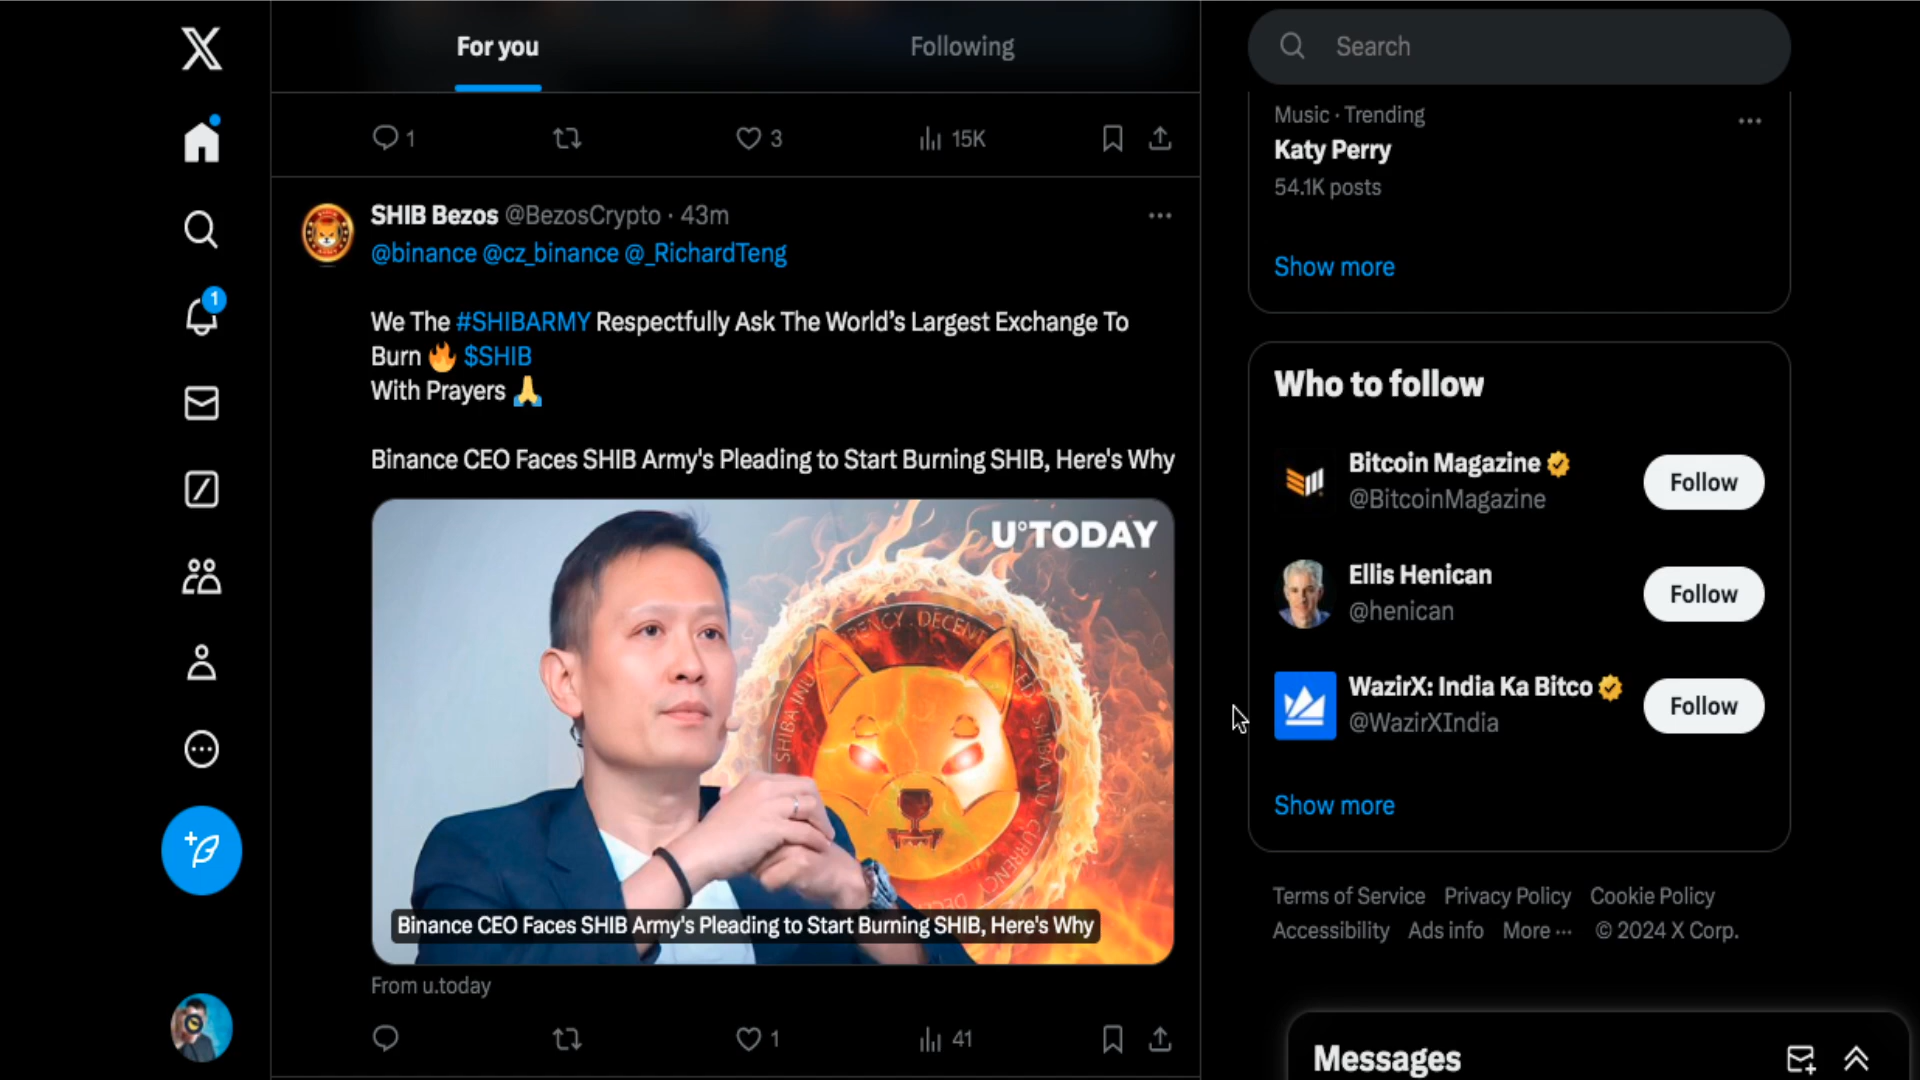 For you
Following
Search
1
3
15K
Music · Trending
Katy Perry
54.1K posts
Show more
SHIB Bezos @BezosCrypto · 43m
@binance @cz_binance @_RichardTeng
We The #SHIBARMY Respectfully Ask The World’s Largest Exchange To
Burn 🔥 $SHIB
With Prayers 🙏
Binance CEO Faces SHIB Army's Pleading to Start Burning SHIB, Here's Why
U°TODAY
SHIBA INU
CURRENCY
Binance CEO Faces SHIB Army's Pleading to Start Burning SHIB, Here's Why
From u.today
1
41
1
Who to follow
Bitcoin Magazine
@BitcoinMagazine
Follow
Ellis Henican
@henican
Follow
WazirX: India Ka Bitco
@WazirXIndia
Follow
Show more
Terms of Service Privacy Policy Cookie Policy
Accessibility Ads info More ··· © 2024 X Corp.
Messages